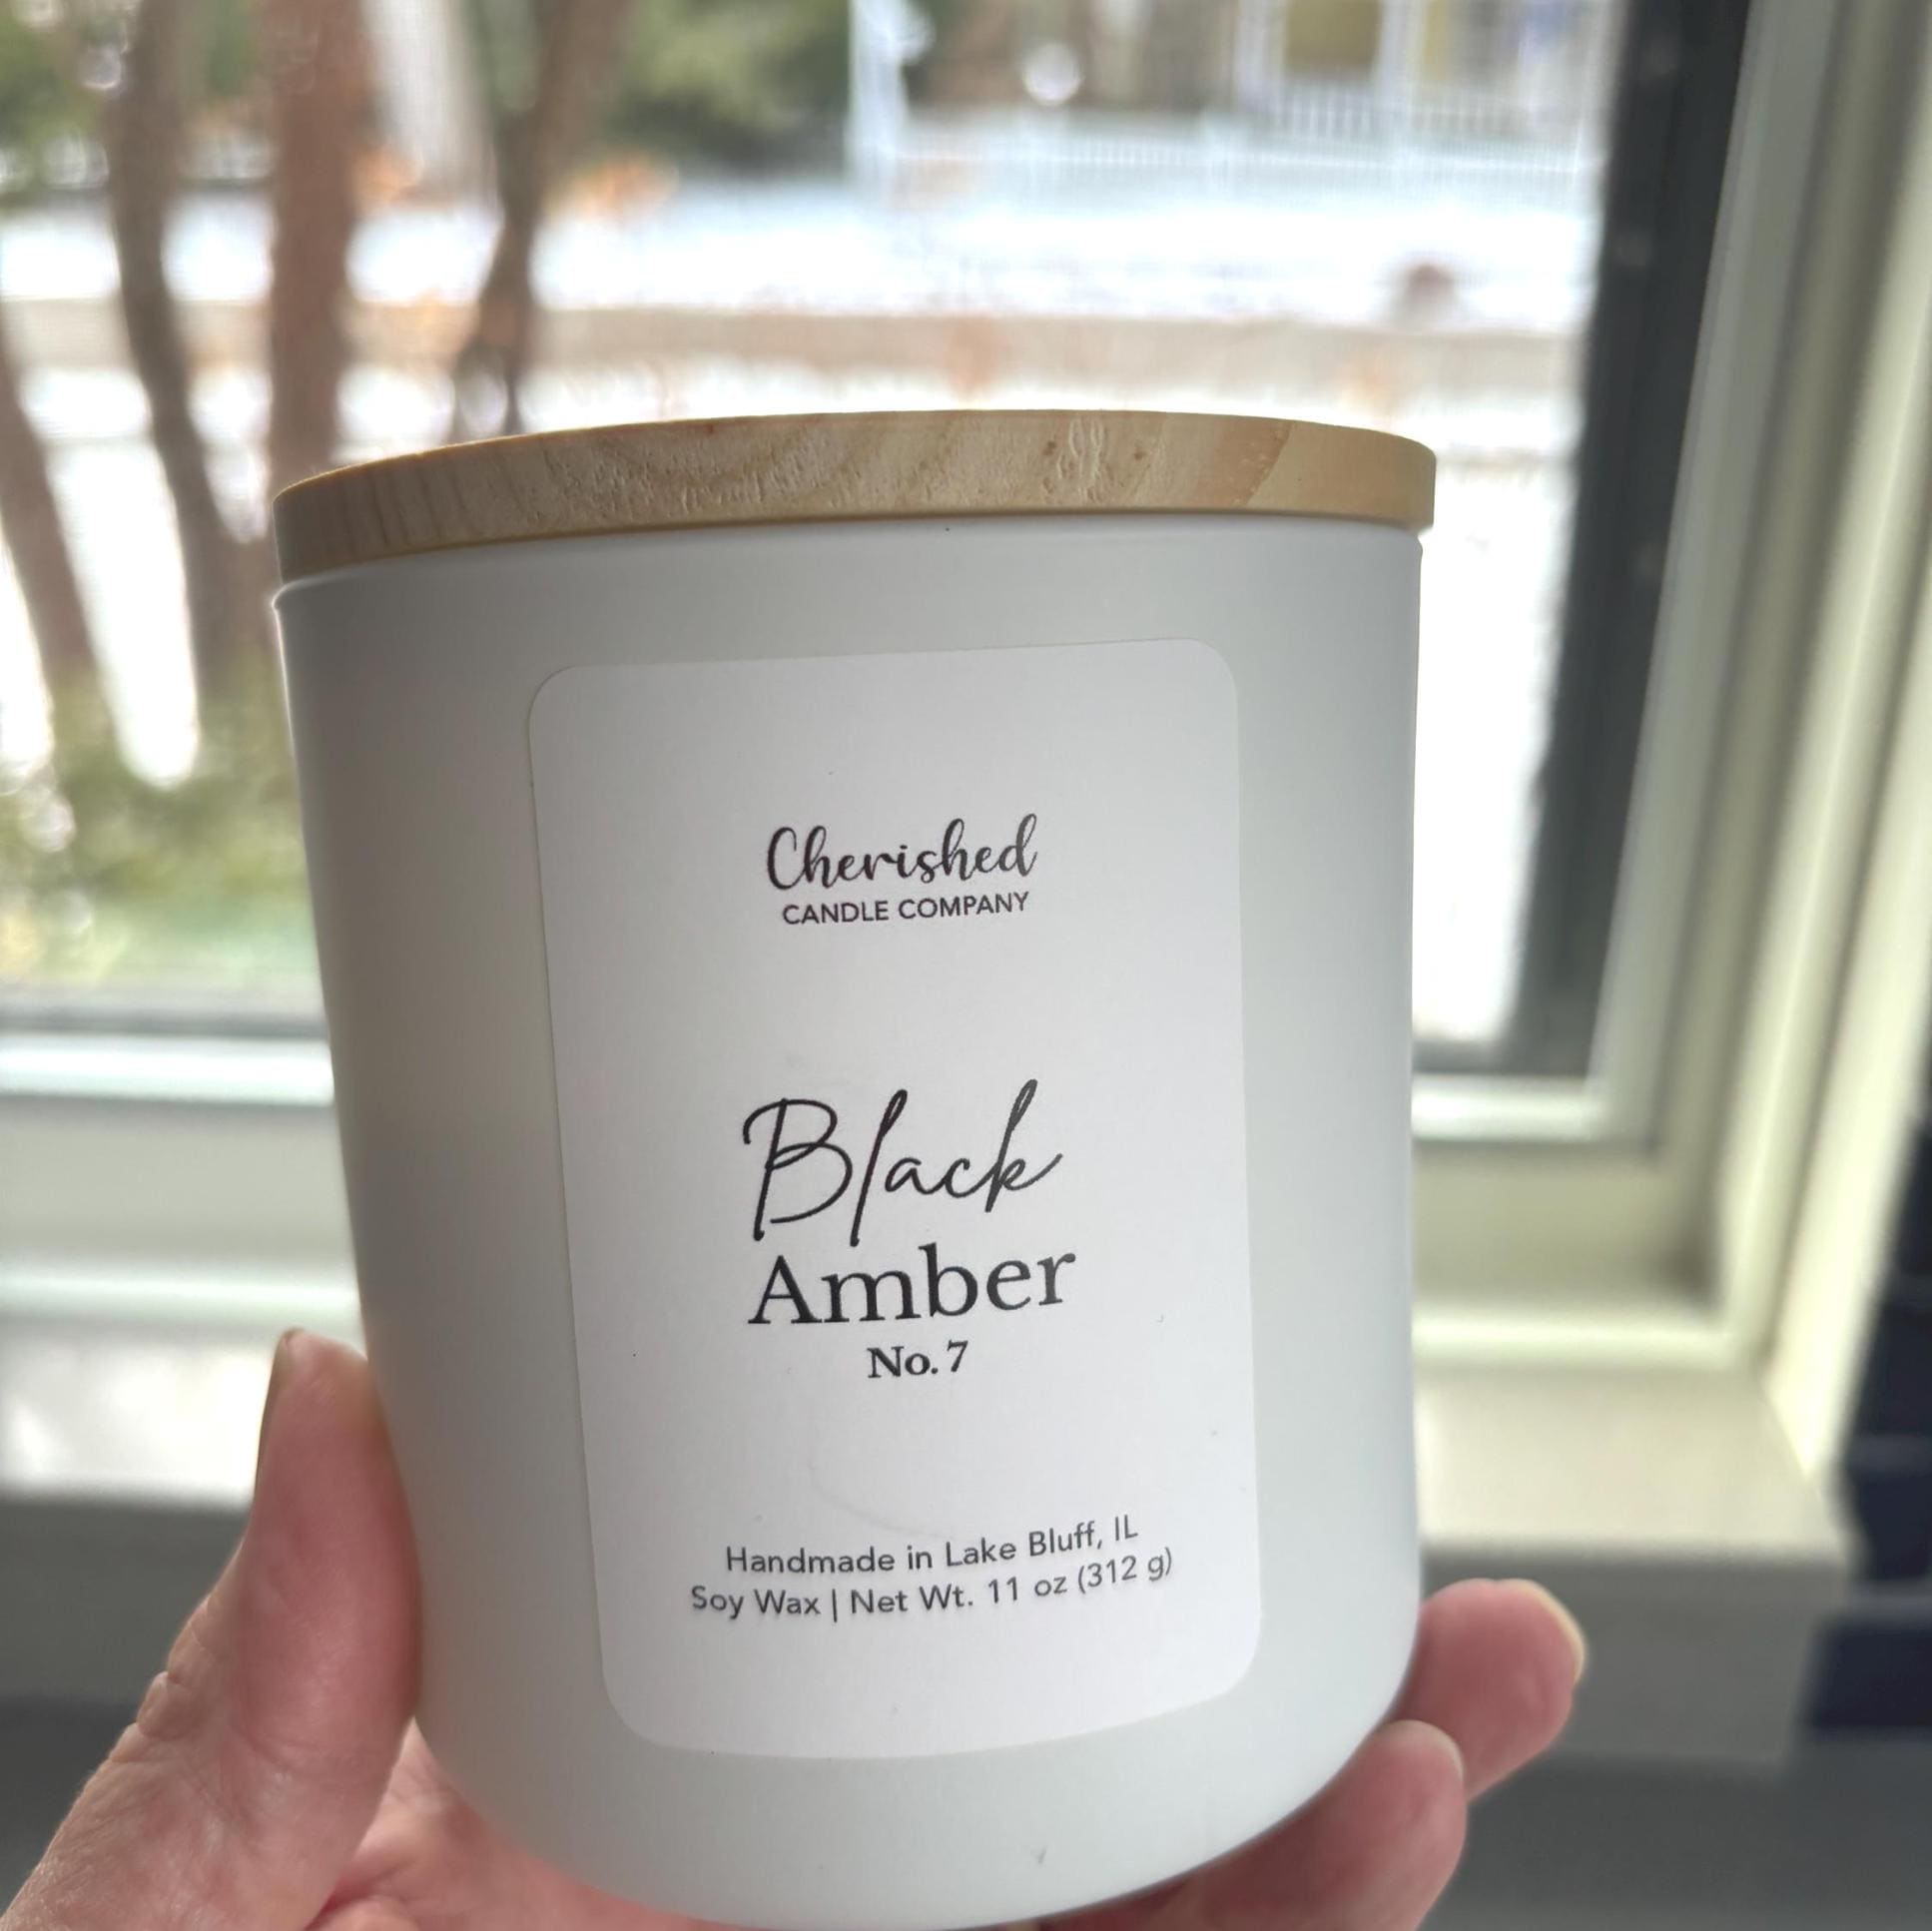 Cherished
CANDLE COMPANY
Black
Amber
No. 7
Handmade in Lake Bluff, IL
Soy Wax | Net Wt. 11 oz (312 g)